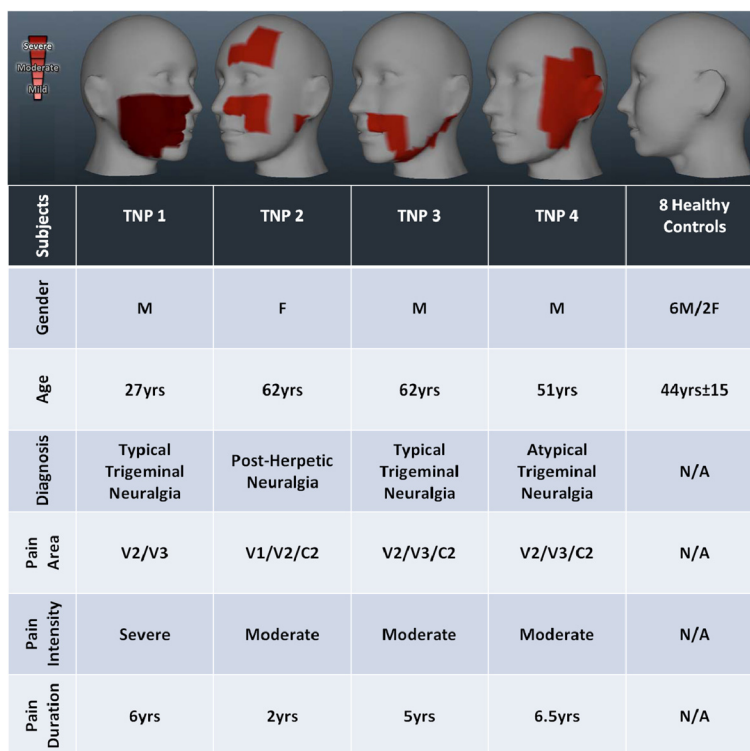 Severe
Moderate
Mild
Subjects
TNP 1
TNP 2
TNP 3
TNP 4
8 Healthy
Controls
Gender
M
F
M
M
6M/2F
Age
27yrs
62yrs
62yrs
51yrs
44yrs±15
Diagnosis
Typical
Trigeminal
Neuralgia
Post-Herpetic
Neuralgia
Typical
Trigeminal
Neuralgia
Atypical
Trigeminal
Neuralgia
N/A
Pain
Area
V2/V3
V1/V2/C2
V2/V3/C2
V2/V3/C2
N/A
Pain
Intensity
Severe
Moderate
Moderate
Moderate
N/A
Pain
Duration
6yrs
2yrs
5yrs
6.5yrs
N/A